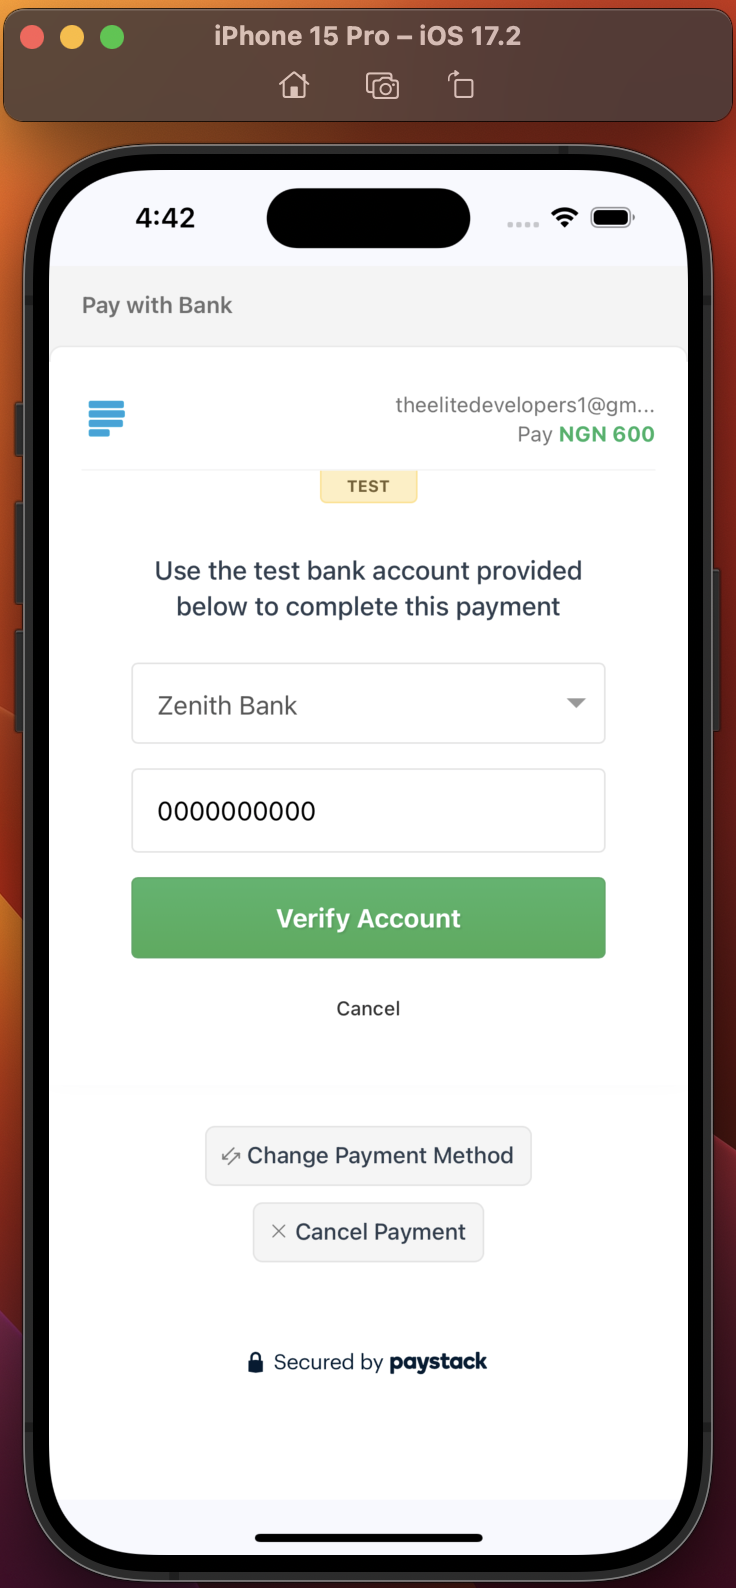 iPhone 15 Pro – iOS 17.2
4:42
Pay with Bank
theelitedevelopers1@gm...
Pay NGN 600
TEST
Use the test bank account provided
below to complete this payment
Zenith Bank
0000000000
Verify Account
Cancel
Change Payment Method
Cancel Payment
Secured by paystack